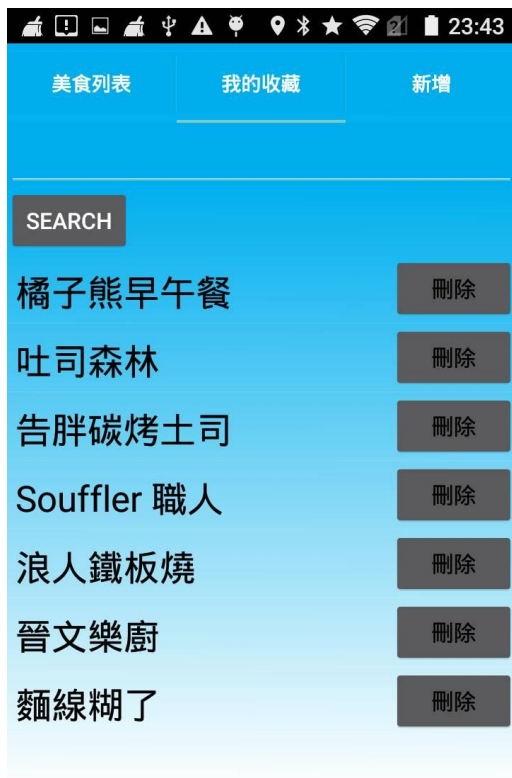 23:43
美食列表 我的收藏 新增
SEARCH
橘子熊早午餐 刪除
吐司森林 刪除
告胖碳烤土司 刪除
Souffler 職人 刪除
浪人鐵板燒 刪除
晉文樂廚 刪除
麵線糊了 刪除